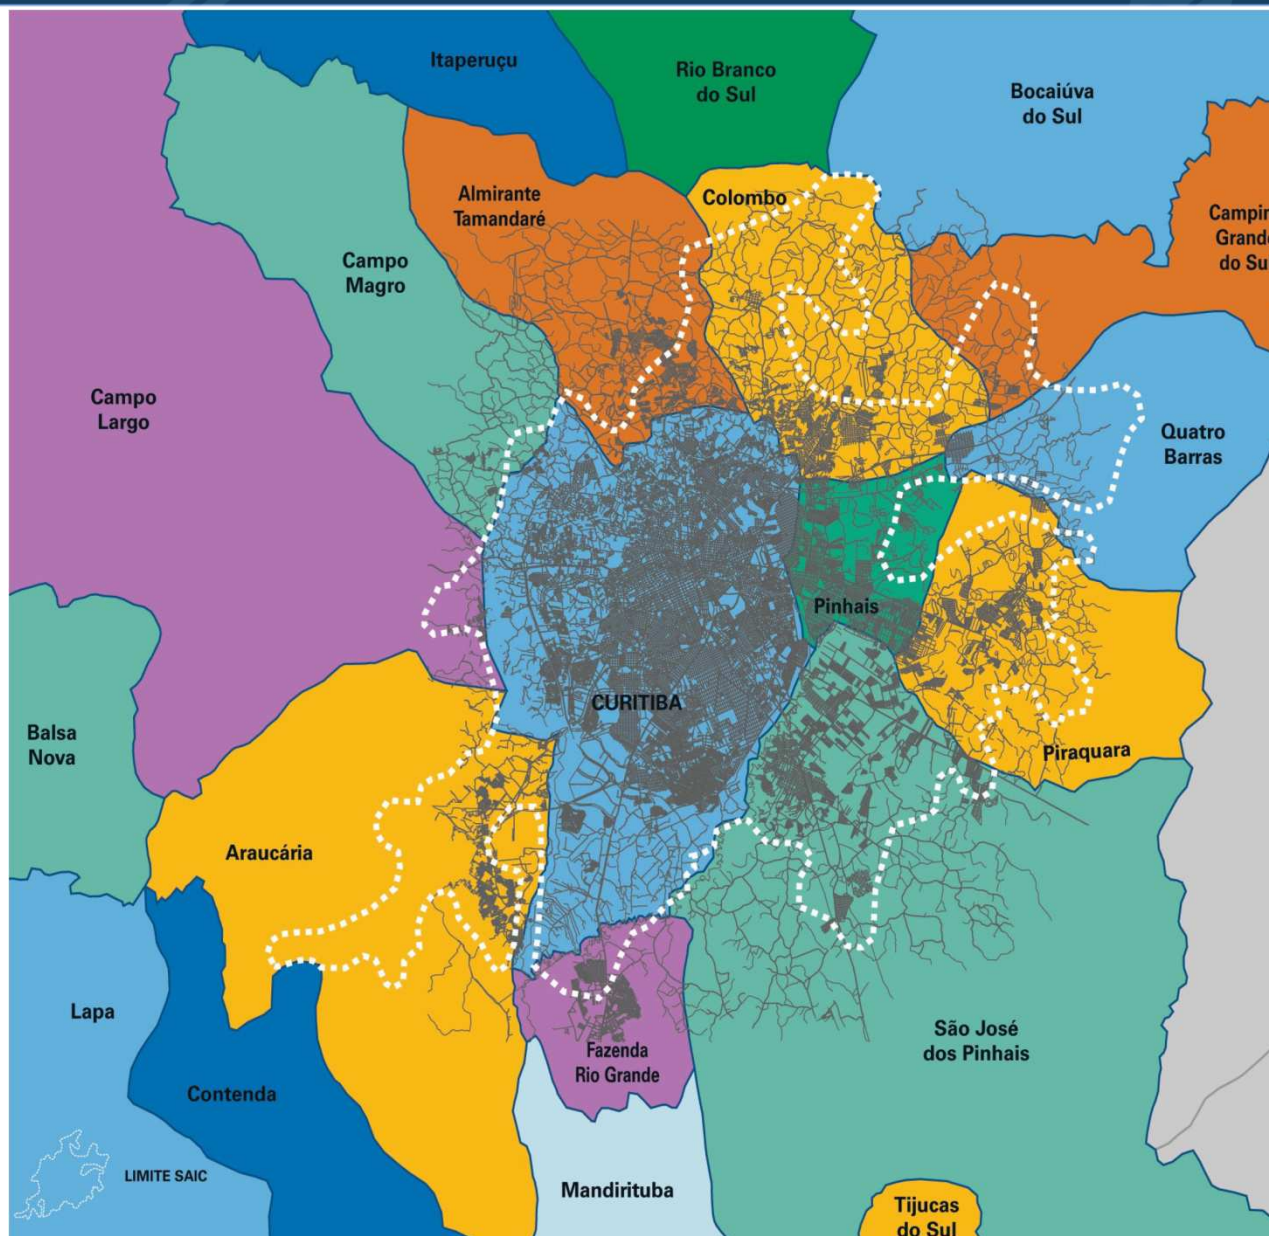 Itaperuçu
Rio Branco
do Sul
Bocaiúva
do Sul
Almirante
Tamandaré
Colombo
Grande
Campo
Magro
Campo
Largo
Quatro
Barras
Pinhais
CURITIBA
Balsa
Nova
Piraquara
Araucária
Lapa
São José
dos Pinhais
Fazenda
Rio Grande
Contenda
LIMITE SAIC
Mandirituba
Tijucas
do Sul